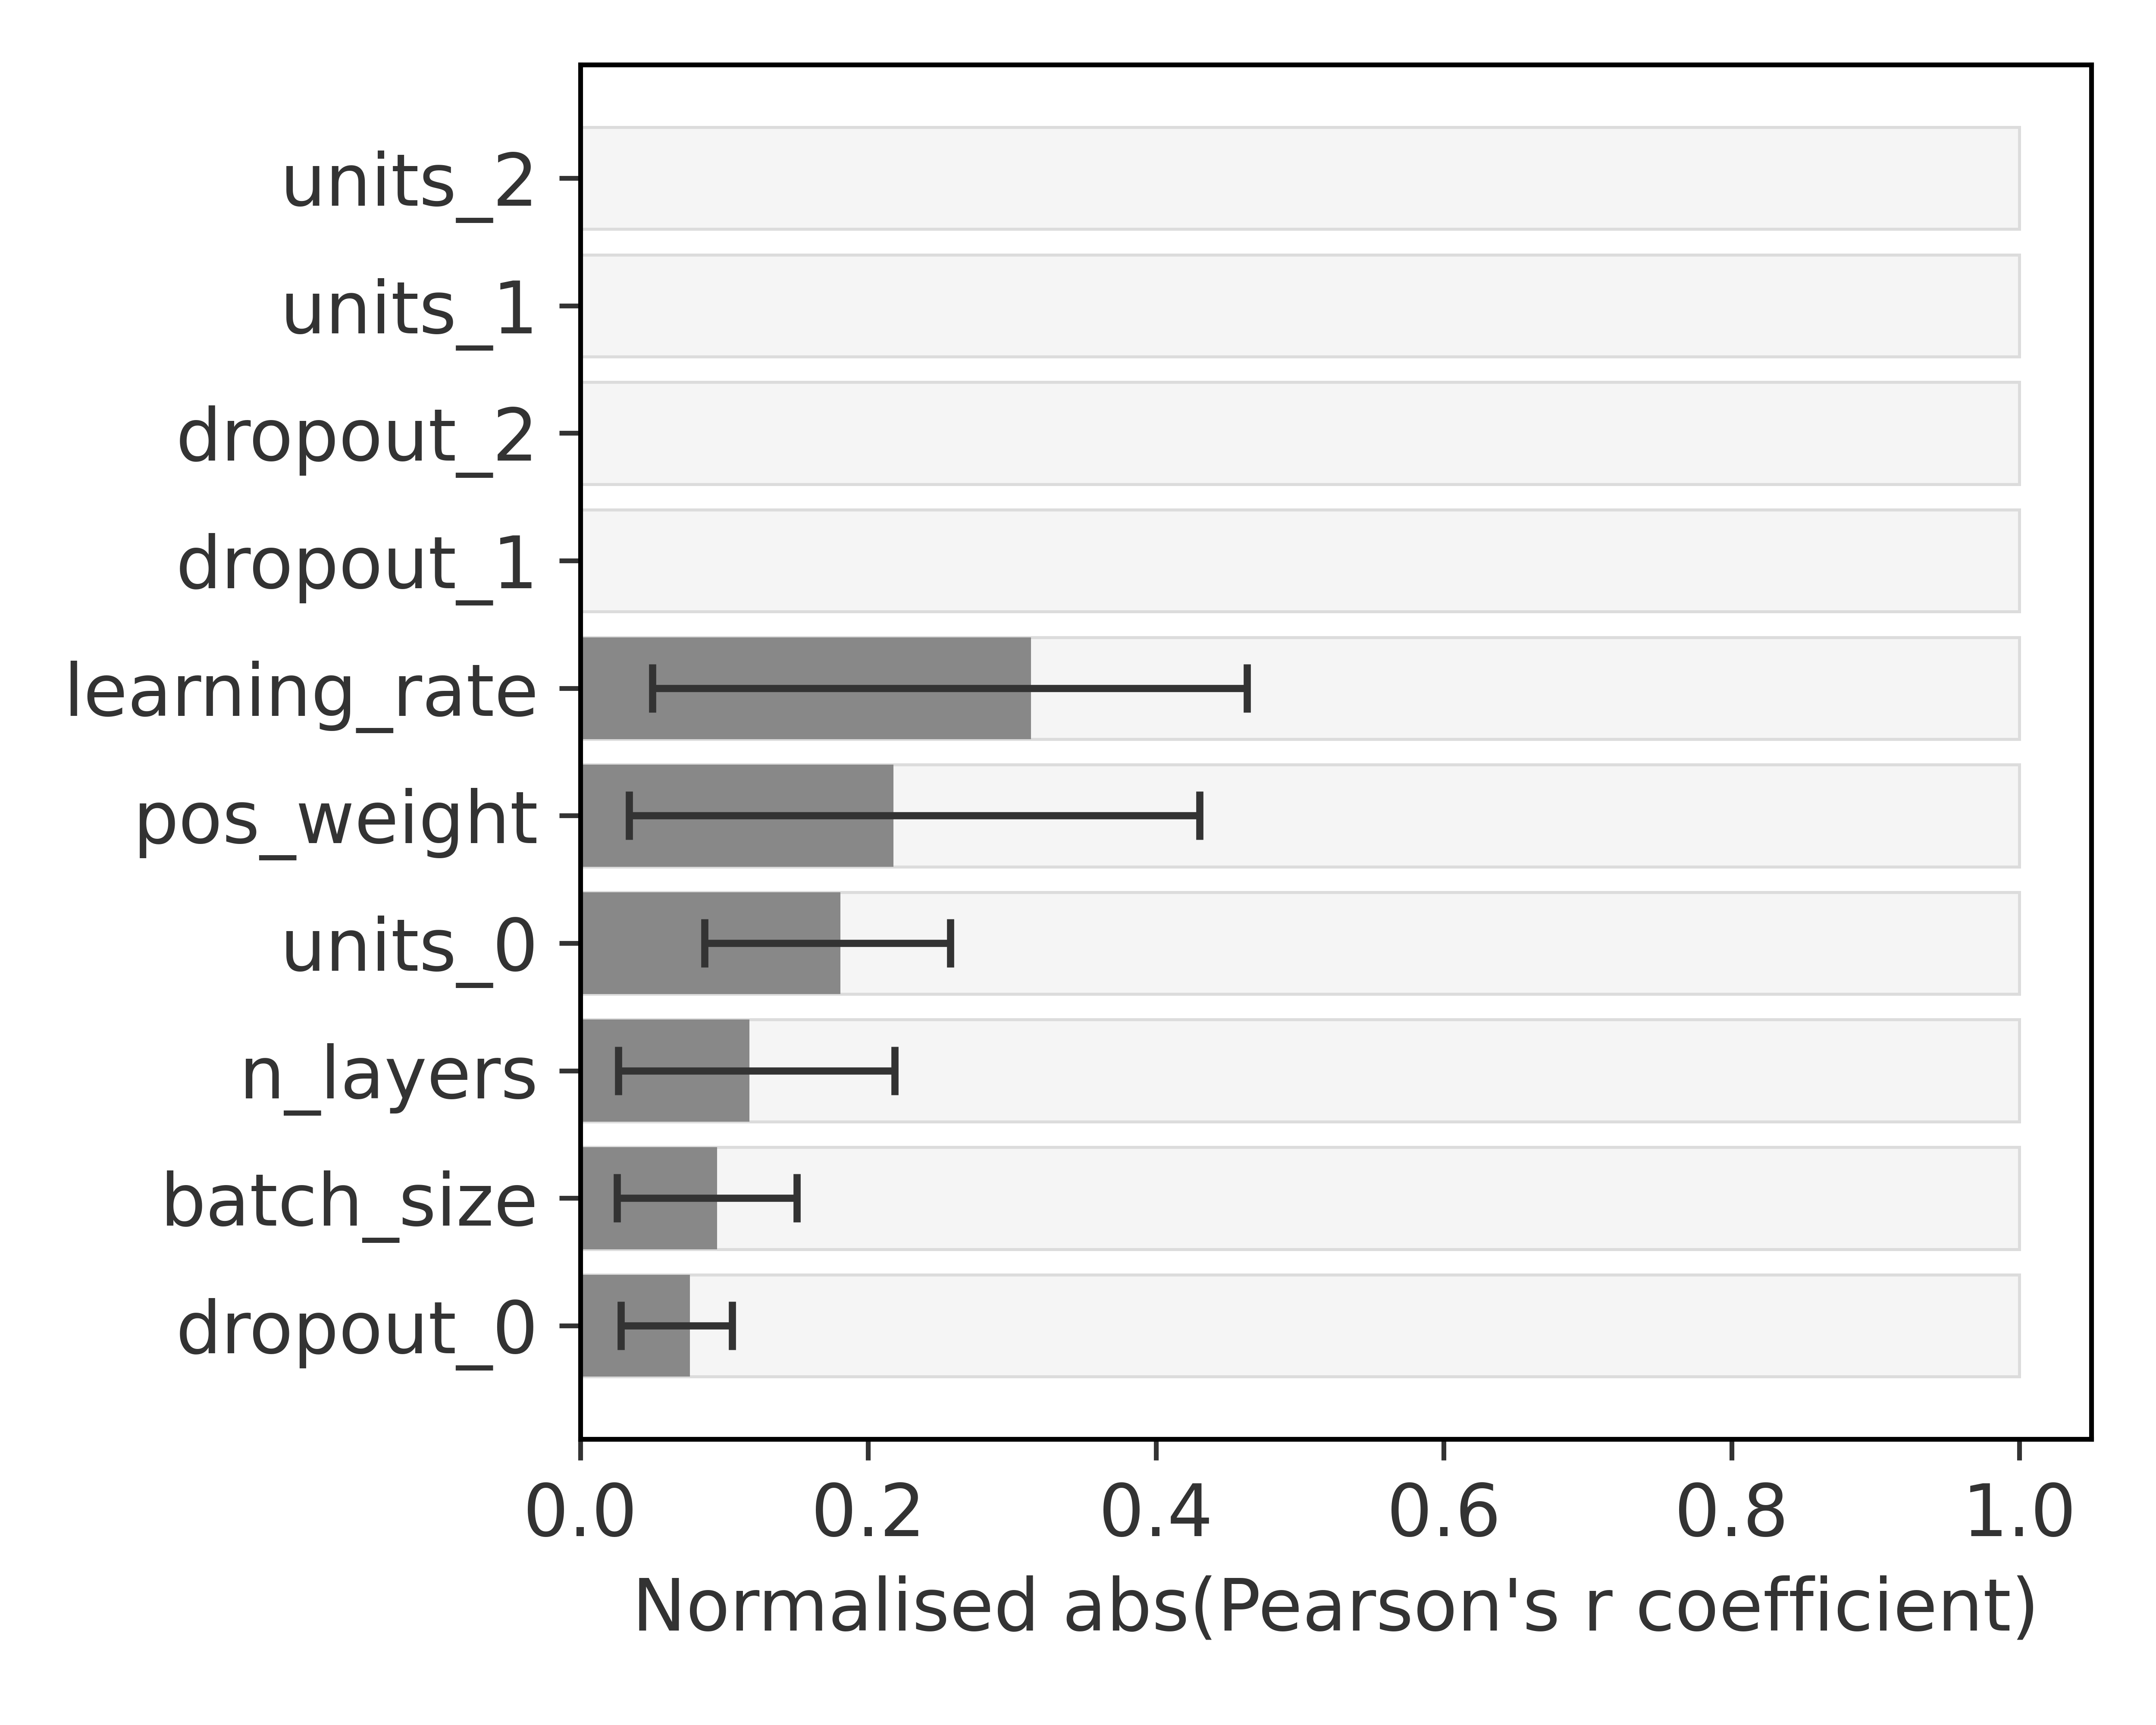 units_2
units_1
dropout_2
dropout_1
learning_rate
pos_weight
units_0
n_layers
batch_size
dropout_0
0.0 0.2 0.4 0.6 0.8 1.0
Normalised abs(Pearson's r coefficient)